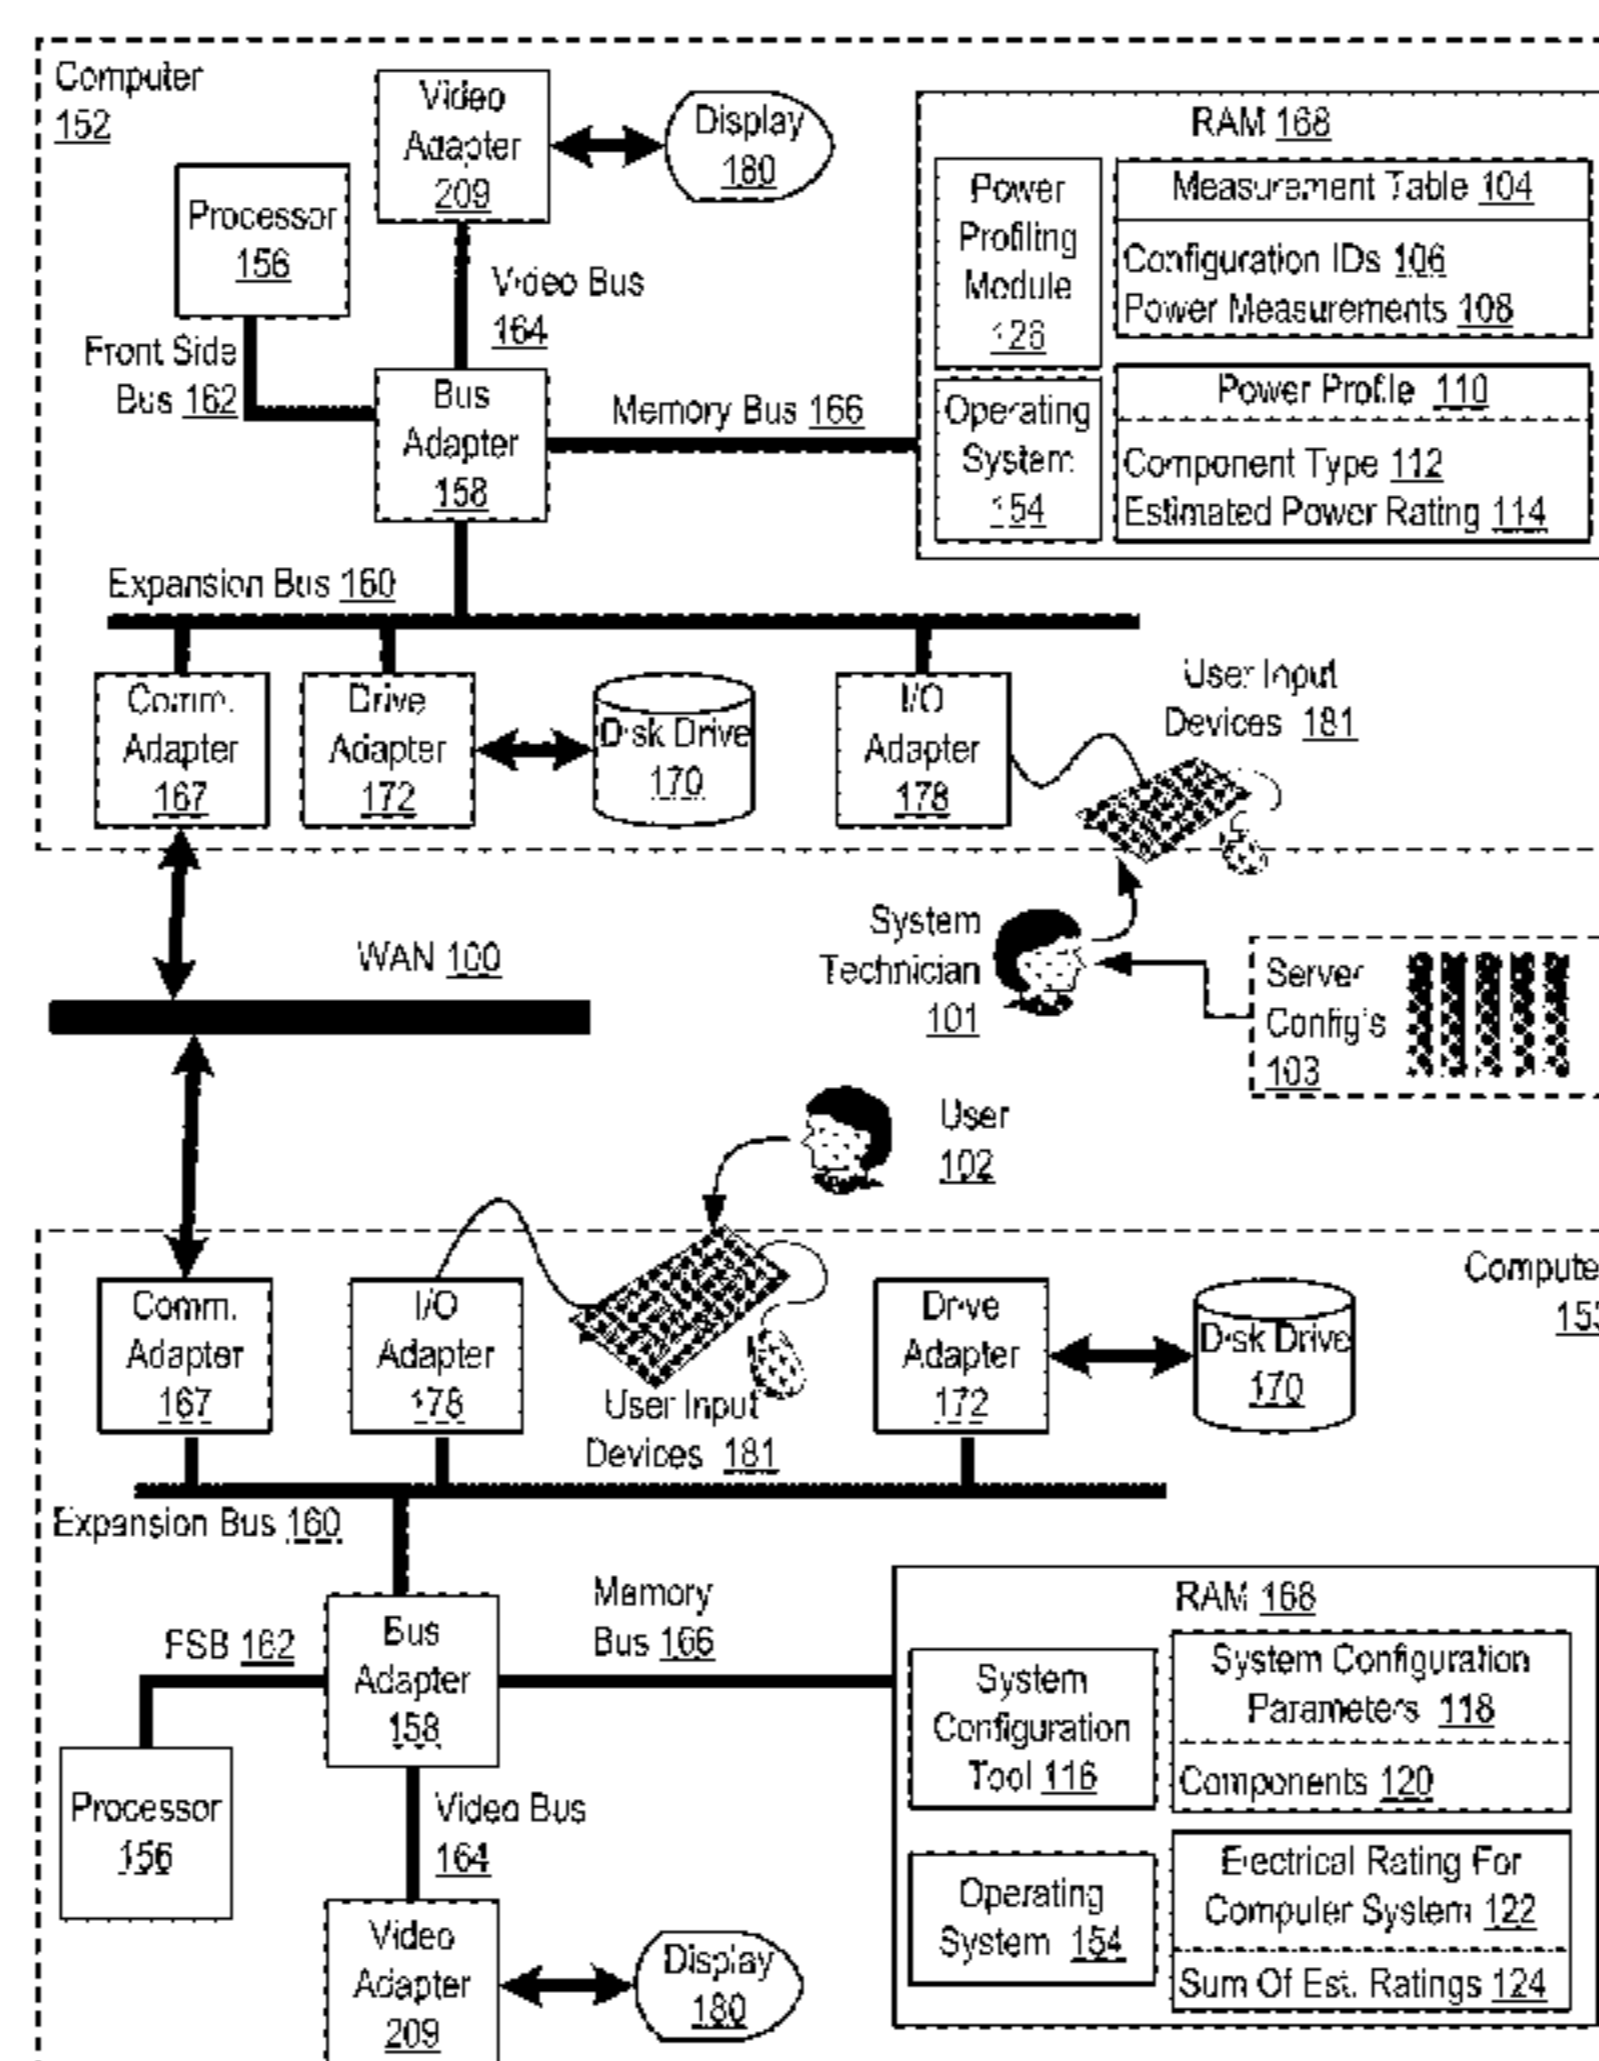 Computer
152
Video
Adapter
209
Display
180
Processor
156
Video Bus
164
Front Side
Bus 162
Bus
Adapter
158
Memory Bus 166
RAM 168
Power
Profiling
Module
126
Measurement Table 104
Configuration IDs 106
Power Measurements 108
Operating
System
154
Power Profile 110
Component Type 112
Estimated Power Rating 114
Expansion Bus 160
Comm.
Adapter
167
Drive
Adapter
172
Disk Drive
170
I/O
Adapter
178
User Input
Devices 181
WAN 100
System
Technician
101
Server
Config's
103
User
102
Compute
Comm.
Adapter
167
I/O
Adapter
178
User Input
Devices 181
Drive
Adapter
172
Disk Drive
170
Expansion Bus 160
FSB 162
Bus
Adapter
158
Memory
Bus 166
Processor
156
Video Bus
164
Video
Adapter
209
Display
180
RAM 168
System
Configuration
Tool 116
System Configuration
Parameters 118
Components 120
Operating
System 154
Electrical Rating For
Computer System 122
Sum Of Est. Ratings 124